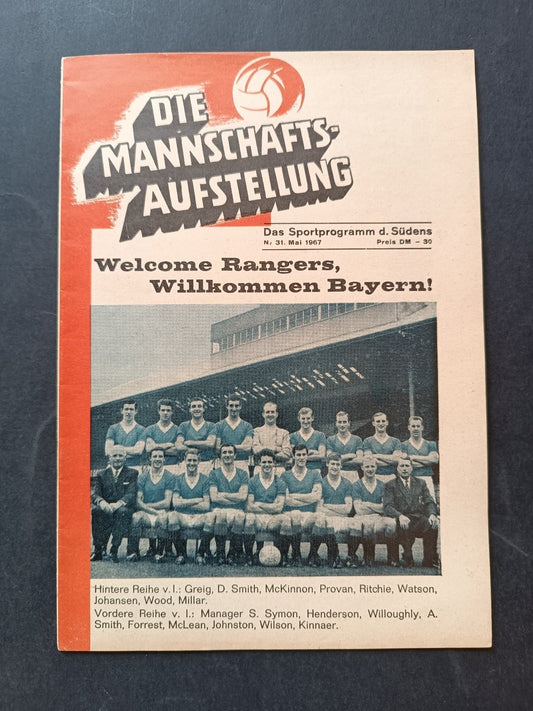 DIE
MANNSCHAFTS-
AUFSTELLUNG
Das Sportprogramm d. Südens
Nr. 31. Mai 1967 Preis DM – 30
Welcome Rangers,
Willkommen Bayern!
Hintere Reihe v. l.: Greig, D. Smith, McKinnon, Provan, Ritchie, Watson,
Johansen, Wood, Millar.
Vordere Reihe v. l.: Manager S. Symon, Henderson, Willoughly, A.
Smith, Forrest, McLean, Johnston, Wilson, Kinnaer.